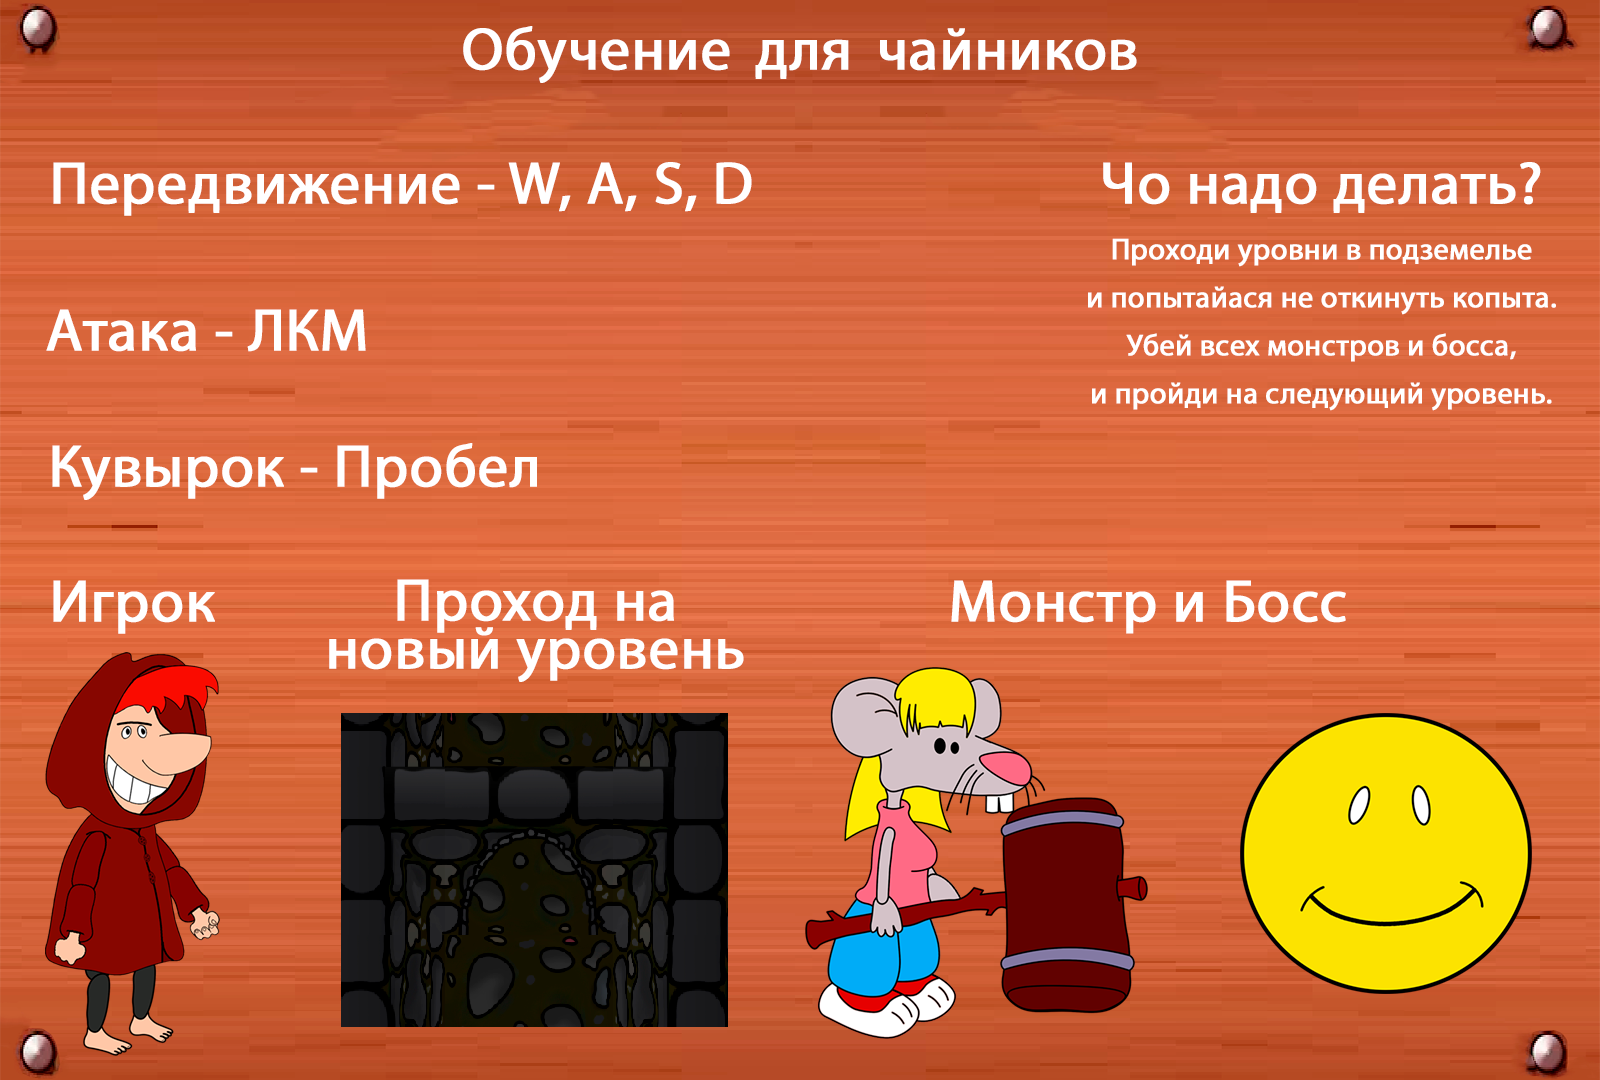 Обучение для чайников
Передвижение - W, A, S, D
Атака - ЛКМ
Кувырок - Пробел
Чо надо делать?
Проходи уровни в подземелье
и попытайася не откинуть копыта.
Убей всех монстров и босса,
и пройди на следующий уровень.
Игрок
Проход на
новый уровень
Монстр и Босс